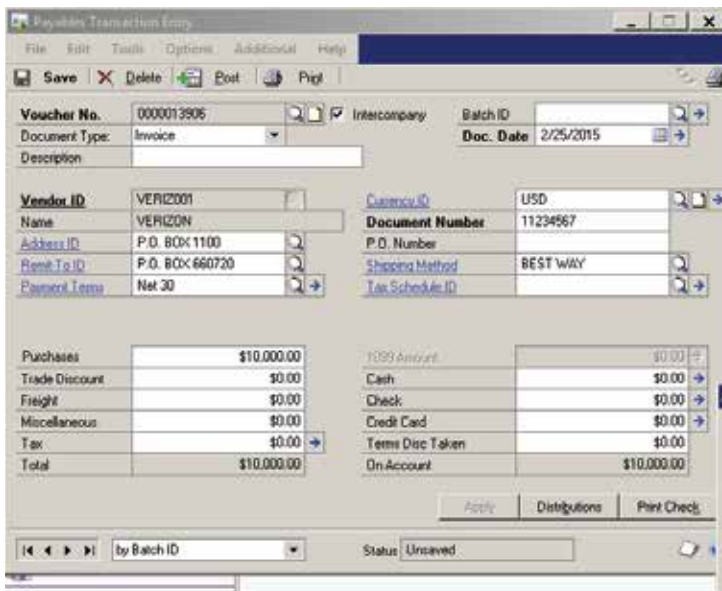 Payables Transaction Entry
File Edit Tools Options Additional Help
Save Delete Post Print
Voucher No. 0000013906 Intercompany Batch ID
Document Type: Invoice Doc. Date 2/25/2015
Description
Vendor ID VERIZ001 Currency ID USD
Name VERIZON Document Number 11234567
Address ID P.O. BOX 1100 P.O. Number
Remit-To ID P.O. BOX 660720 Shipping Method BEST WAY
Payment Terms Net 30 Tax Schedule ID
Purchases $10,000.00 1099 Amount $0.00
Trade Discount $0.00 Cash $0.00
Freight $0.00 Check $0.00
Miscellaneous $0.00 Credit Card $0.00
Tax $0.00 Terms Disc Taken $0.00
Total $10,000.00 On Account $10,000.00
Apply Distributions Print Check
by Batch ID Status Unsaved